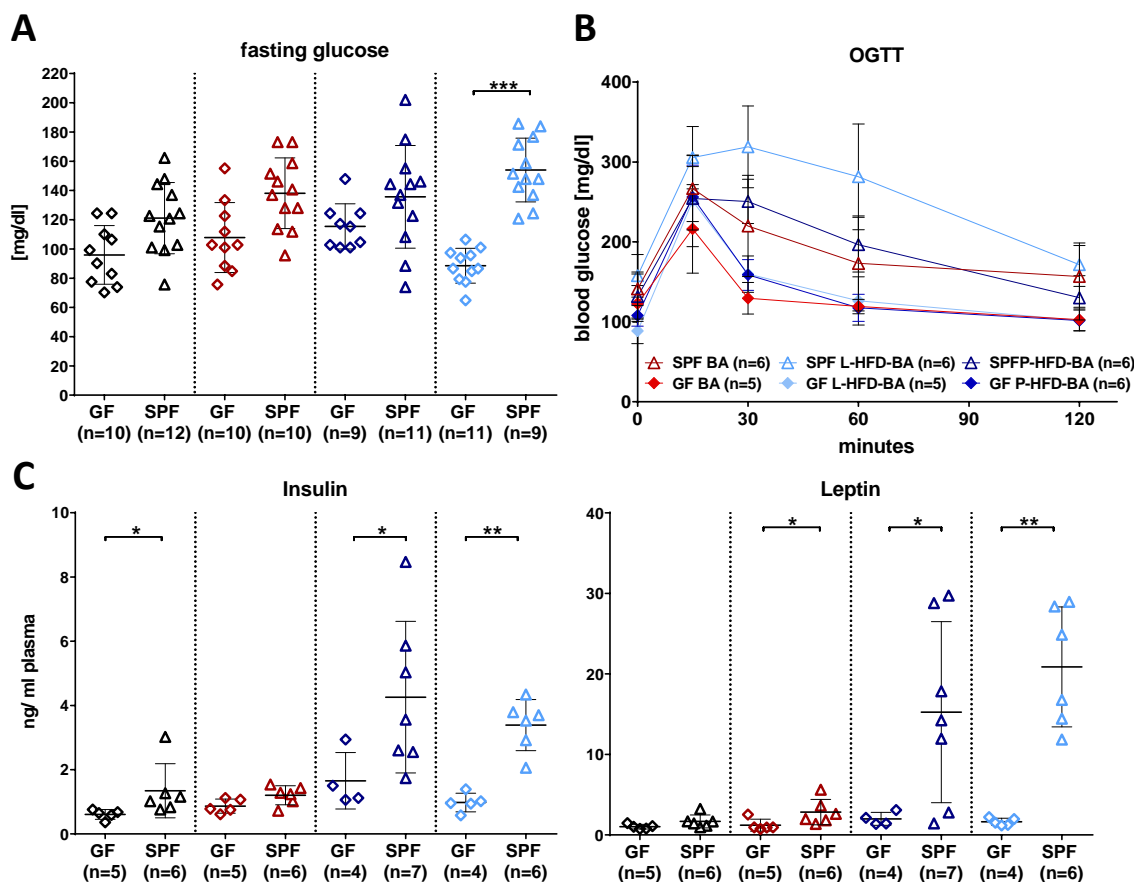 A
fasting glucose
[mg/dl]
220
200
180
160
140
120
100
80
60
40
20
0
***
GF SPF GF SPF GF SPF GF SPF
(n=10) (n=12) (n=10) (n=10) (n=9) (n=11) (n=11) (n=9)
B
OGTT
blood glucose [mg/dl]
400
300
200
100
0
SPF BA (n=6) SPF L-HFD-BA (n=6) SPFP-HFD-BA (n=6)
GF BA (n=5) GF L-HFD-BA (n=5) GF P-HFD-BA (n=6)
0 30 60 90 120
minutes
C
Insulin
ng/ ml plasma
10
8
6
4
2
0
* * **
GF SPF GF SPF GF SPF GF SPF
(n=5) (n=6) (n=5) (n=6) (n=4) (n=7) (n=4) (n=6)
Leptin
40
30
20
10
0
* * **
GF SPF GF SPF GF SPF GF SPF
(n=5) (n=6) (n=5) (n=6) (n=4) (n=7) (n=4) (n=6)